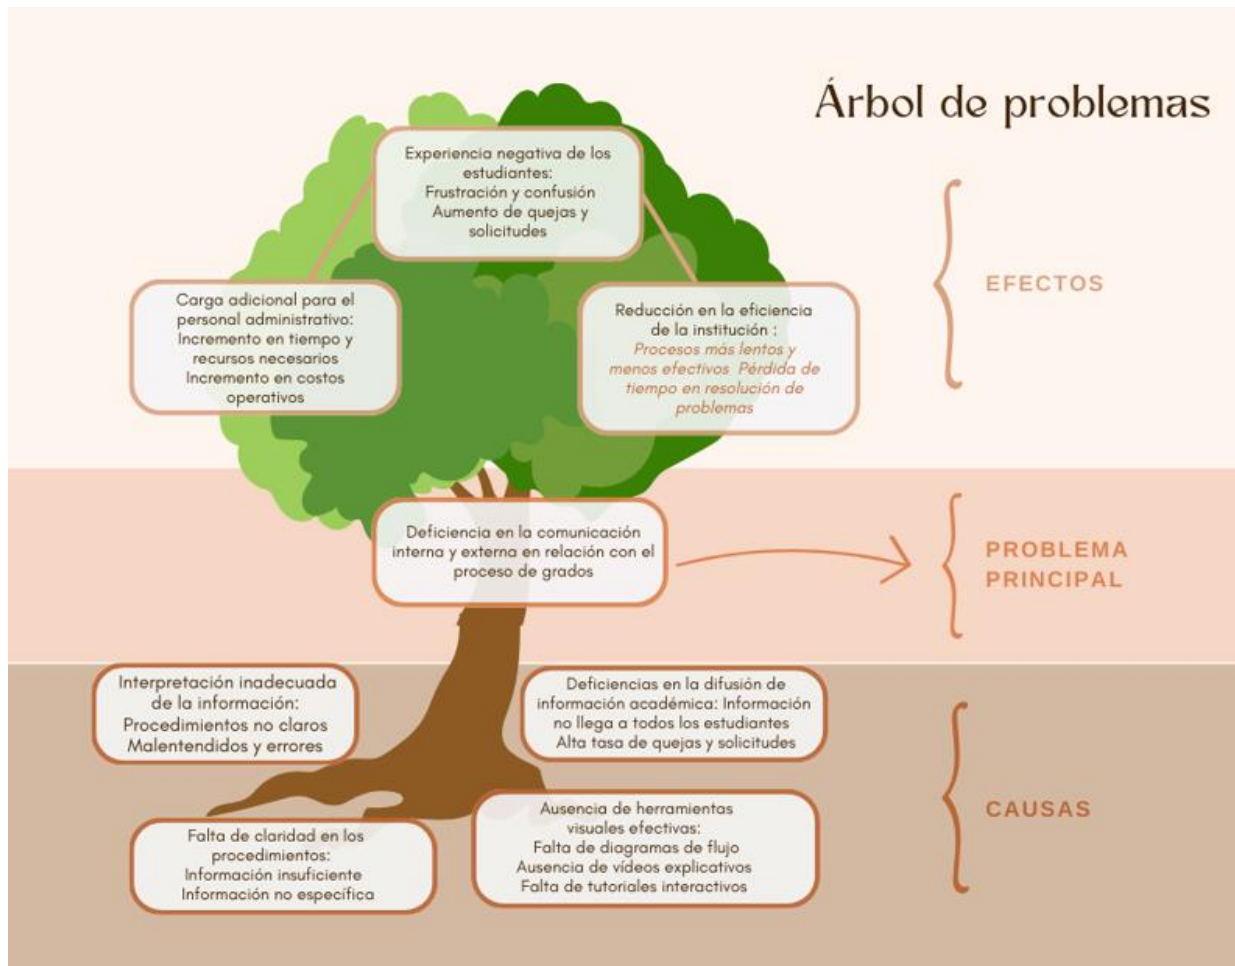 Árbol de problemas
Experiencia negativa de los
estudiantes:
Frustración y confusión
Aumento de quejas y
solicitudes
Carga adicional para el
personal administrativo:
Incremento en tiempo y
recursos necesarios
Incremento en costos
operativos
Reducción en la eficiencia
de la institución :
Procesos más lentos y
menos efectivos Pérdida de
tiempo en resolución de
problemas
EFECTOS
Deficiencia en la comunicación
interna y externa en relación con el
proceso de grados
PROBLEMA
PRINCIPAL
Interpretación inadecuada
de la información:
Procedimientos no claros
Malentendidos y errores
Deficiencias en la difusión de
información académica: Información
no llega a todos los estudiantes
Alta tasa de quejas y solicitudes
Falta de claridad en los
procedimientos:
Información insuficiente
Información no específica
Ausencia de herramientas
visuales efectivas:
Falta de diagramas de flujo
Ausencia de vídeos explicativos
Falta de tutoriales interactivos
CAUSAS